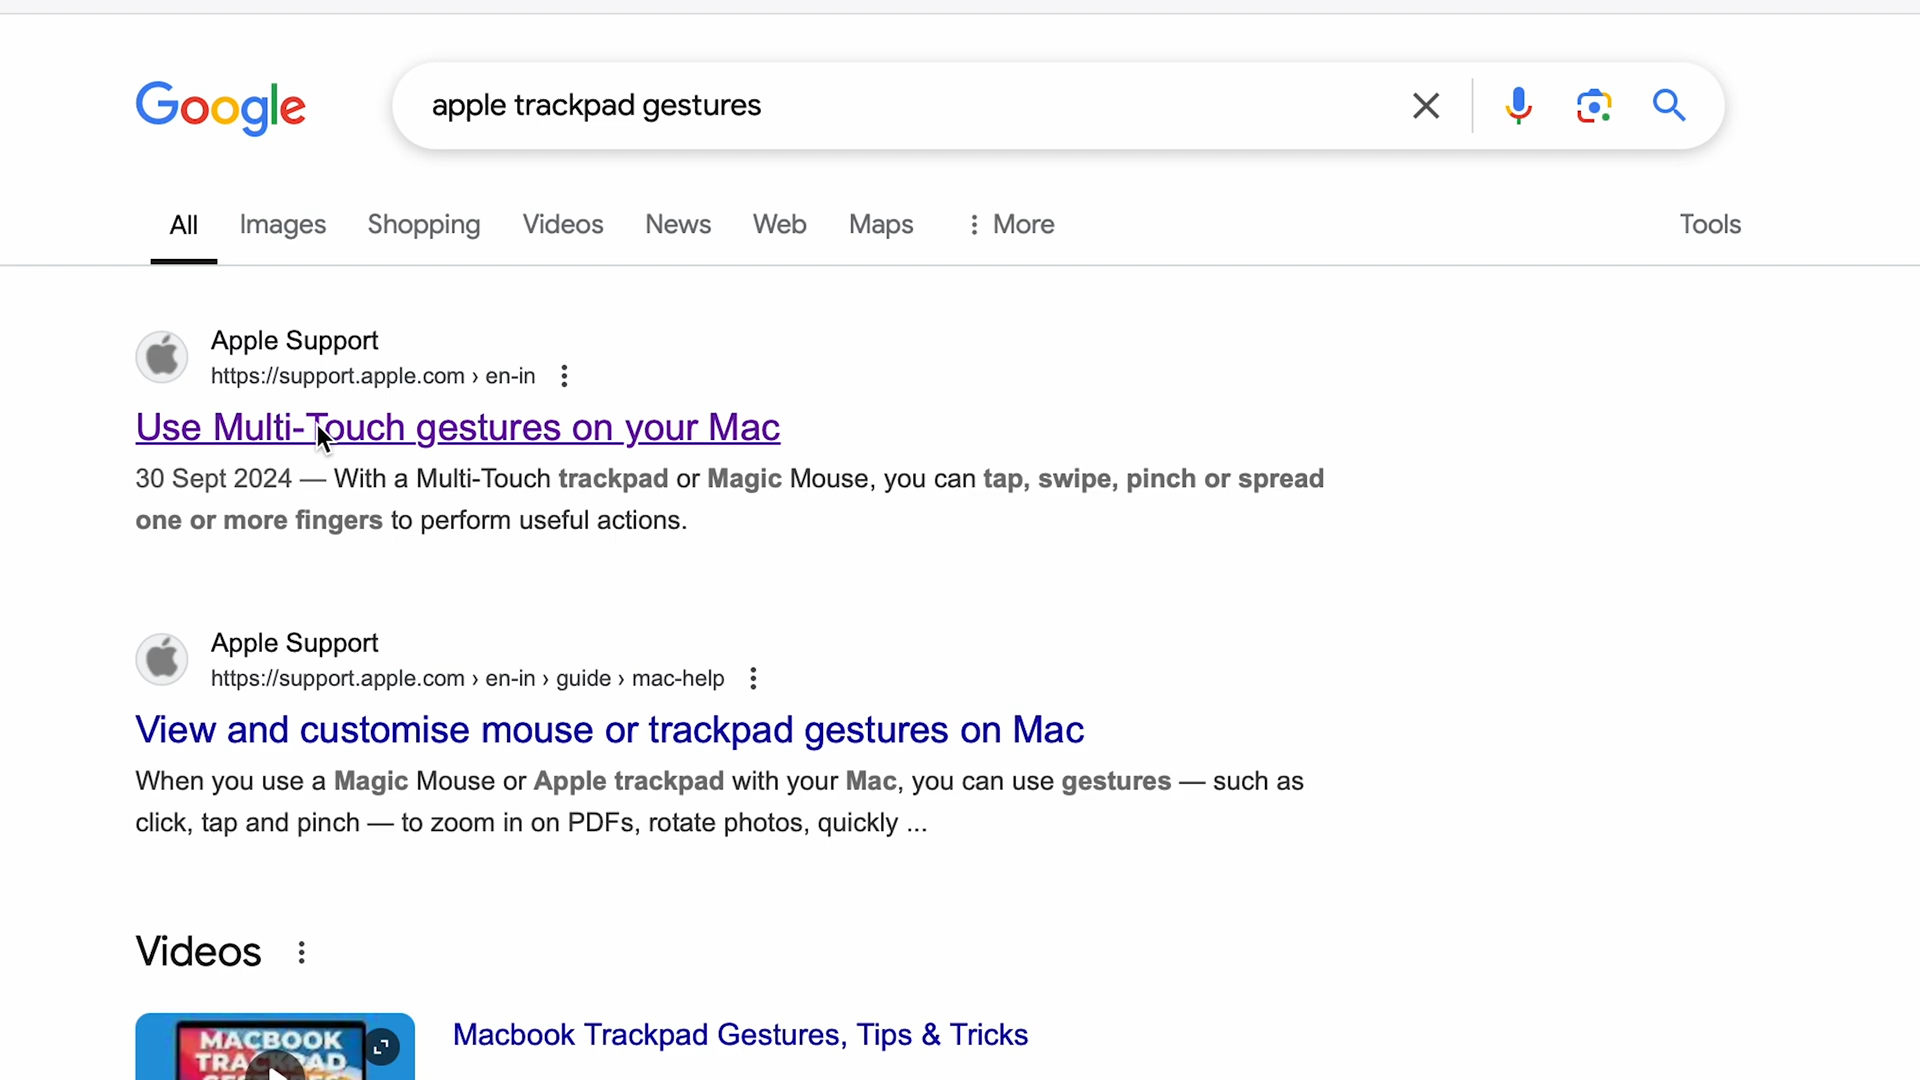 Google
apple trackpad gestures
All Images Shopping Videos News Web Maps More Tools
Apple Support
https://support.apple.com › en-in
Use Multi-Touch gestures on your Mac
30 Sept 2024 — With a Multi-Touch trackpad or Magic Mouse, you can tap, swipe, pinch or spread
one or more fingers to perform useful actions.
Apple Support
https://support.apple.com › en-in › guide › mac-help
View and customise mouse or trackpad gestures on Mac
When you use a Magic Mouse or Apple trackpad with your Mac, you can use gestures — such as
click, tap and pinch — to zoom in on PDFs, rotate photos, quickly ...
Videos
MACBOOK
Macbook Trackpad Gestures, Tips & Tricks